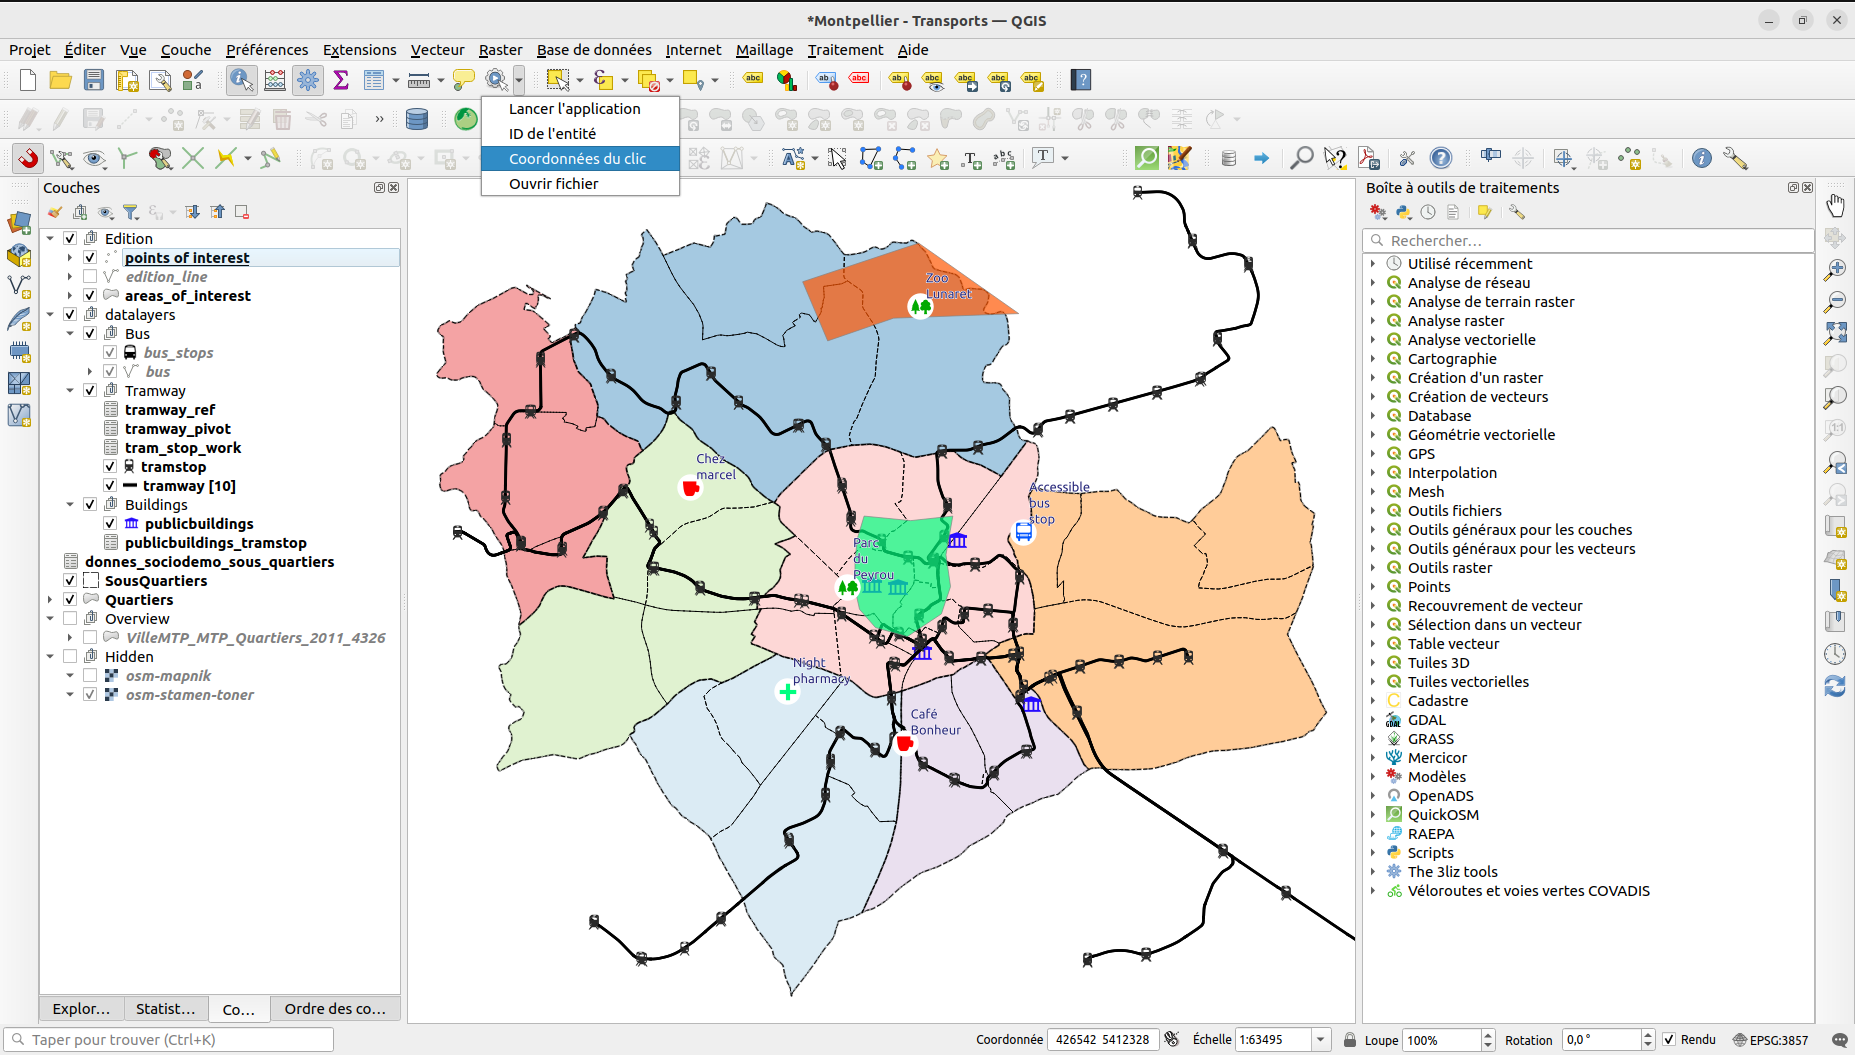 *Montpellier - Transports — QGIS
Projet Éditer Vue Couche Préférences Extensions Vecteur Raster Base de données Internet Maillage Traitement Aide
Lancer l'application
ID de l'entité
Coordonnées du clic
Ouvrir fichier
Couches
Edition
points of interest
edition_line
areas_of_interest
datalayers
Bus
bus_stops
bus
Tramway
tramway_ref
tramway_pivot
tram_stop_work
tramstop
tramway [10]
Buildings
publicbuildings
publicbuildings_tramstop
donnes_sociodemo_sous_quartiers
SousQuartiers
Quartiers
Overview
VilleMTP_MTP_Quartiers_2011_4326
Hidden
osm-mapnik
osm-stamen-toner
Explor... Statist... Co... Ordre des co...
Zoo
Lunaret
Chez
marcel
Accessible
bus
stop
Parc
du
Peyrou
Night
pharmacy
Café
Bonheur
Boîte à outils de traitements
Rechercher...
Utilisé récemment
Analyse de réseau
Analyse de terrain raster
Analyse raster
Analyse vectorielle
Cartographie
Création d'un raster
Création de vecteurs
Database
Géométrie vectorielle
GPS
Interpolation
Mesh
Outils fichiers
Outils généraux pour les couches
Outils généraux pour les vecteurs
Outils raster
Points
Recouvrement de vecteur
Sélection dans un vecteur
Table vecteur
Tuiles 3D
Tuiles vectorielles
Cadastre
GDAL
GRASS
Mercicor
Modèles
OpenADS
QuickOSM
RAEPA
Scripts
The 3liz tools
Véloroutes et voies vertes COVADIS
Taper pour trouver (Ctrl+K)
Coordonnée 426542 5412328 Échelle 1:63495 Loupe 100% Rotation 0,0° Rendu EPSG:3857